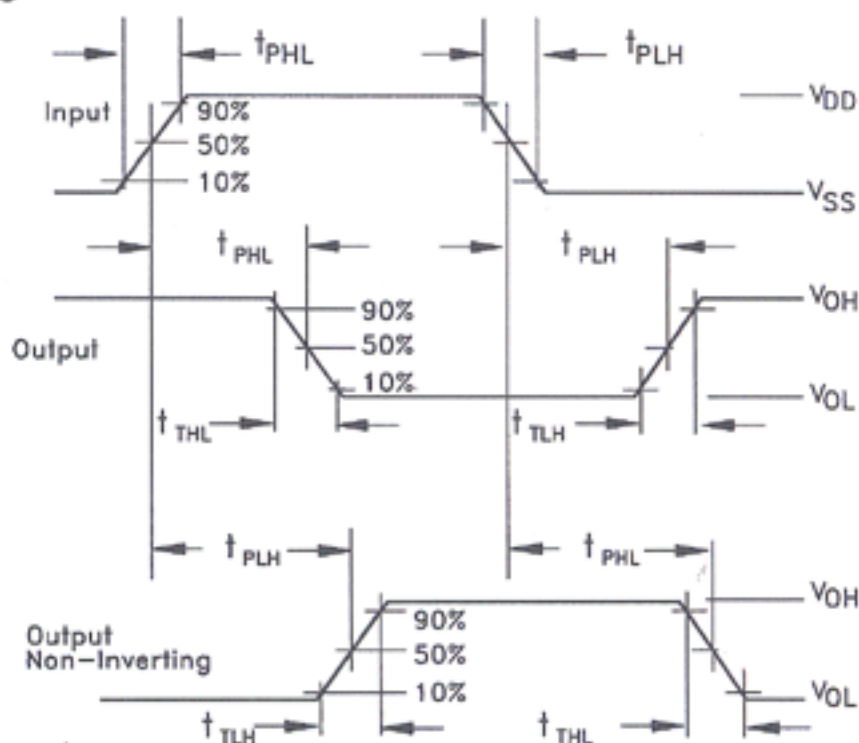 tPHL tPLH
Input 90% VDD
50%
10%
VSS
tPHL tPLH
90% VOH
Output 50%
10% VOL
tTHL tTLH
tPLH tPHL
VOH
90%
Output
Non-Inverting 50%
10% VOL
tTLH tTHL